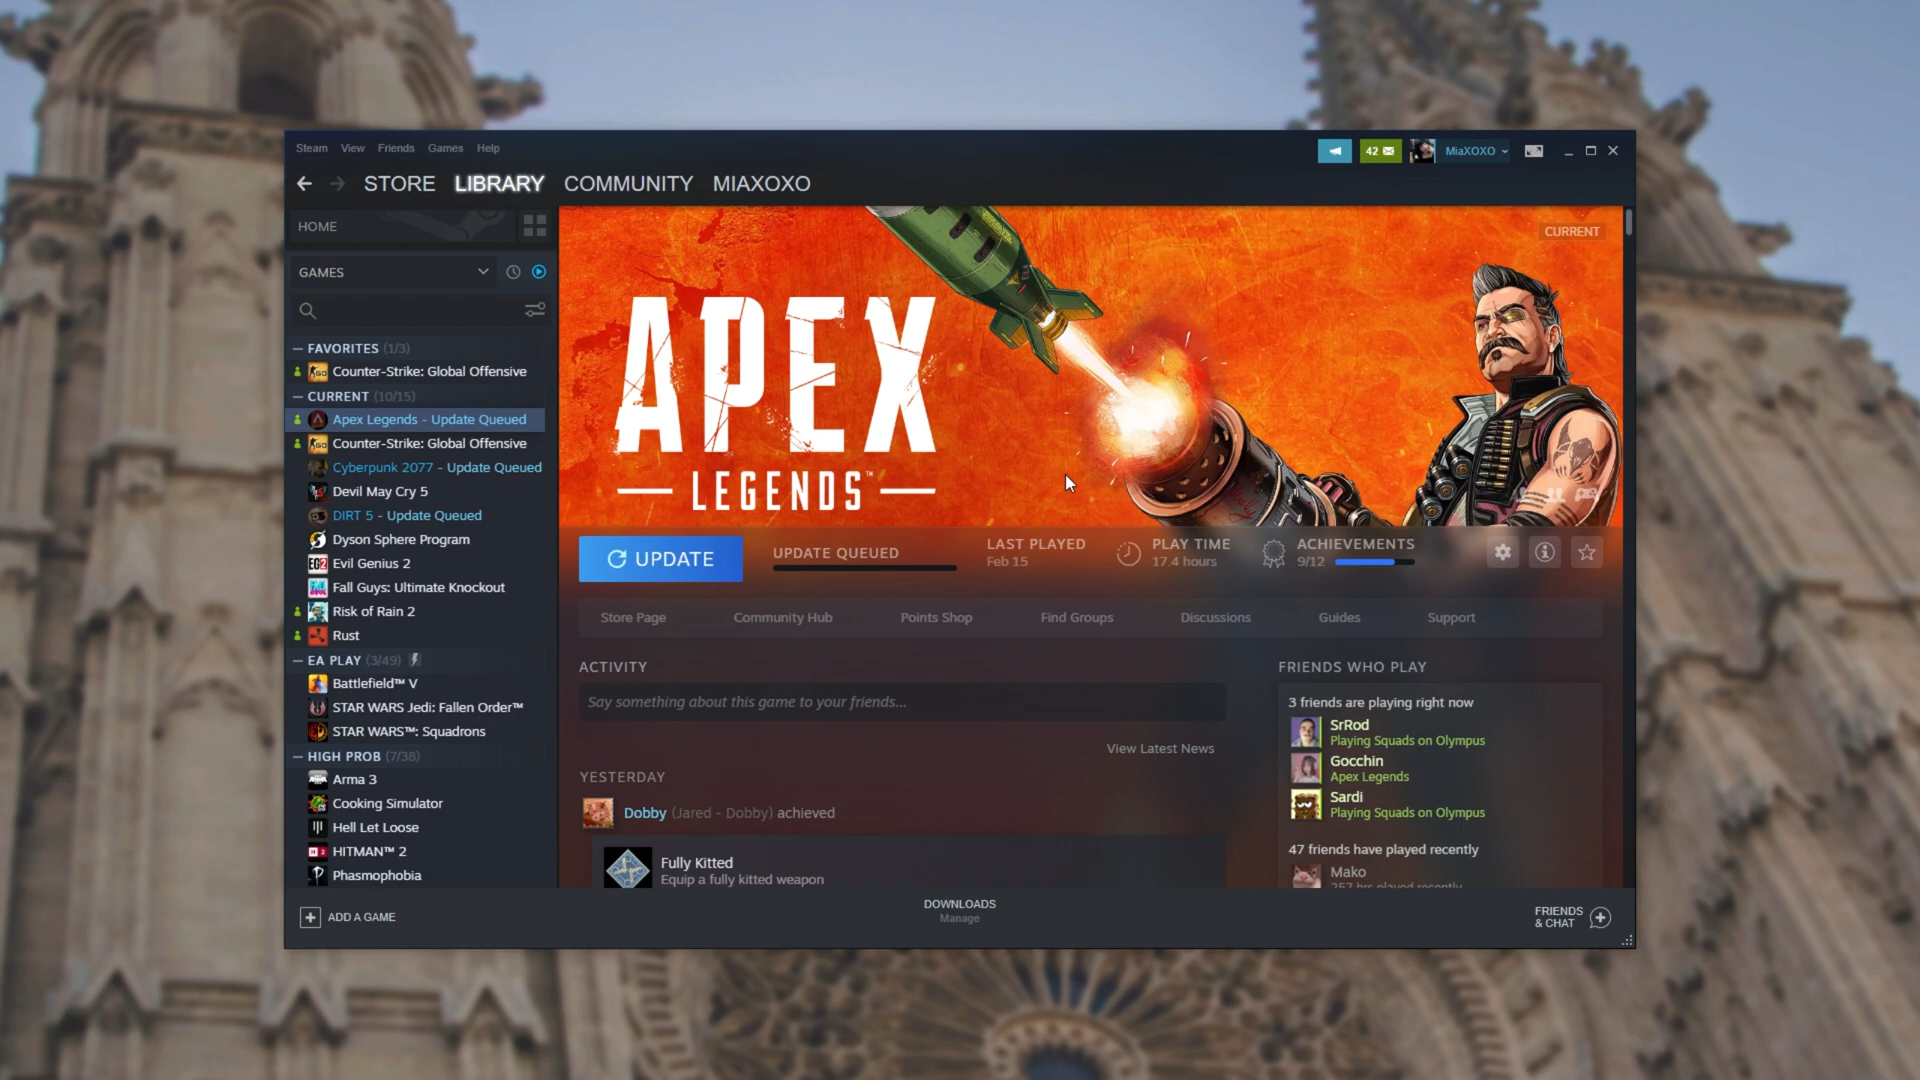 Steam View Friends Games Help
42 MiaXOXO
STORE LIBRARY COMMUNITY MIAXOXO
HOME
GAMES
FAVORITES (1/3)
Counter-Strike: Global Offensive
CURRENT (10/15)
Apex Legends - Update Queued
Counter-Strike: Global Offensive
Cyberpunk 2077 - Update Queued
Devil May Cry 5
DIRT 5 - Update Queued
Dyson Sphere Program
Evil Genius 2
Fall Guys: Ultimate Knockout
Risk of Rain 2
Rust
EA PLAY (3/49)
Battlefield™ V
STAR WARS Jedi: Fallen Order™
STAR WARS™: Squadrons
HIGH PROB (7/38)
Arma 3
Cooking Simulator
Hell Let Loose
HITMAN™ 2
Phasmophobia
CURRENT
APEX
LEGENDS™
UPDATE
UPDATE QUEUED
LAST PLAYED
Feb 15
PLAY TIME
17.4 hours
ACHIEVEMENTS
9/12
Store Page Community Hub Points Shop Find Groups Discussions Guides Support
ACTIVITY
Say something about this game to your friends...
View Latest News
YESTERDAY
Dobby (Jared - Dobby) achieved
Fully Kitted
Equip a fully kitted weapon
FRIENDS WHO PLAY
3 friends are playing right now
SrRod
Playing Squads on Olympus
Gocchin
Apex Legends
Sardi
Playing Squads on Olympus
47 friends have played recently
Mako
257 hrs played recently
ADD A GAME
DOWNLOADS
Manage
FRIENDS
& CHAT